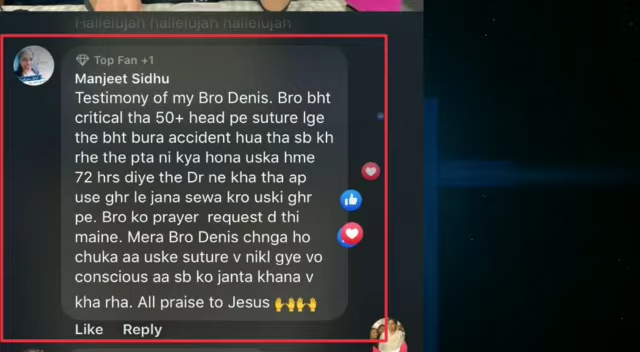 Hallelujah hallelujah hallelujah
Top Fan +1
Manjeet Sidhu
Testimony of my Bro Denis. Bro bht
critical tha 50+ head pe suture lge
the bht bura accident hua tha sb kh
rhe the pta ni kya hona uska hme
72 hrs diye the Dr ne kha tha ap
use ghr le jana sewa kro uski ghr
pe. Bro ko prayer request d thi
maine. Mera Bro Denis chnga ho
chuka aa uske suture v nikl gye vo
conscious aa sb ko janta khana v
kha rha. All praise to Jesus 🙌🙌
Like Reply